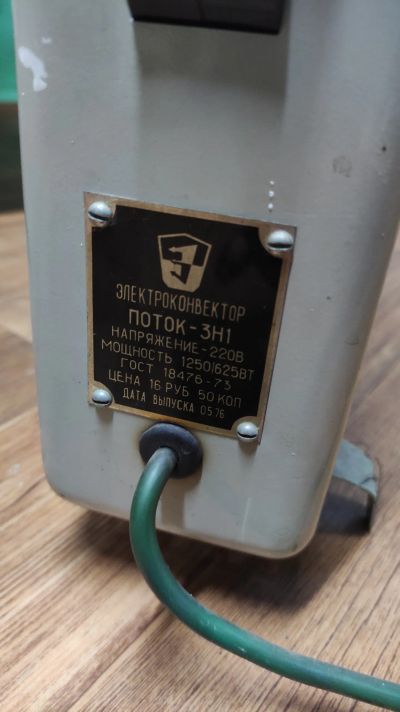 ЭЛЕКТРОКОНВЕКТОР
ПОТОК-3Н1
НАПРЯЖЕНИЕ-220В
МОЩНОСТЬ 1250/625ВТ
ГОСТ 18476-73
ЦЕНА 16 РУБ 50 КОП
ДАТА ВЫПУСКА 05.76